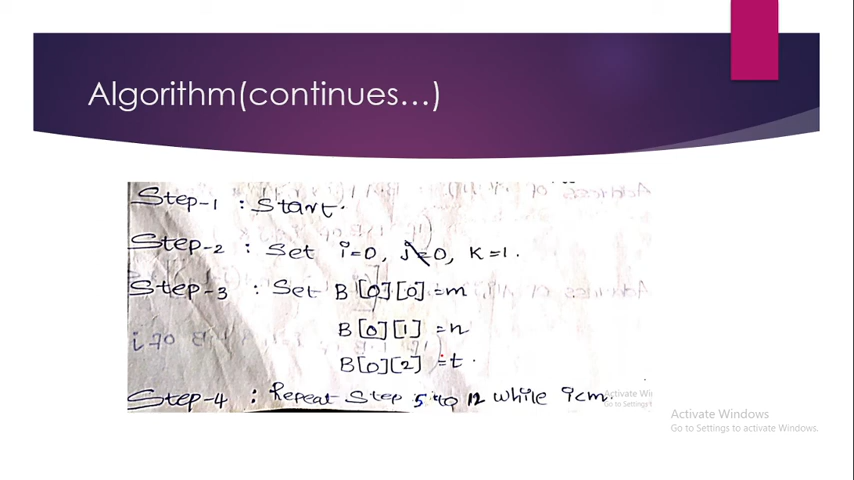 Algorithm(continues...)
Step-1 : Start.
Step-2 : Set i=0, j=0, K=1.
Step-3 : Set B[0][0]=m
B[0][1]=n
B[0][2]=t.
Step-4 : Repeat Step 5 to 12 while i<m.
Activate Windows
Go to Settings to activate Windows.